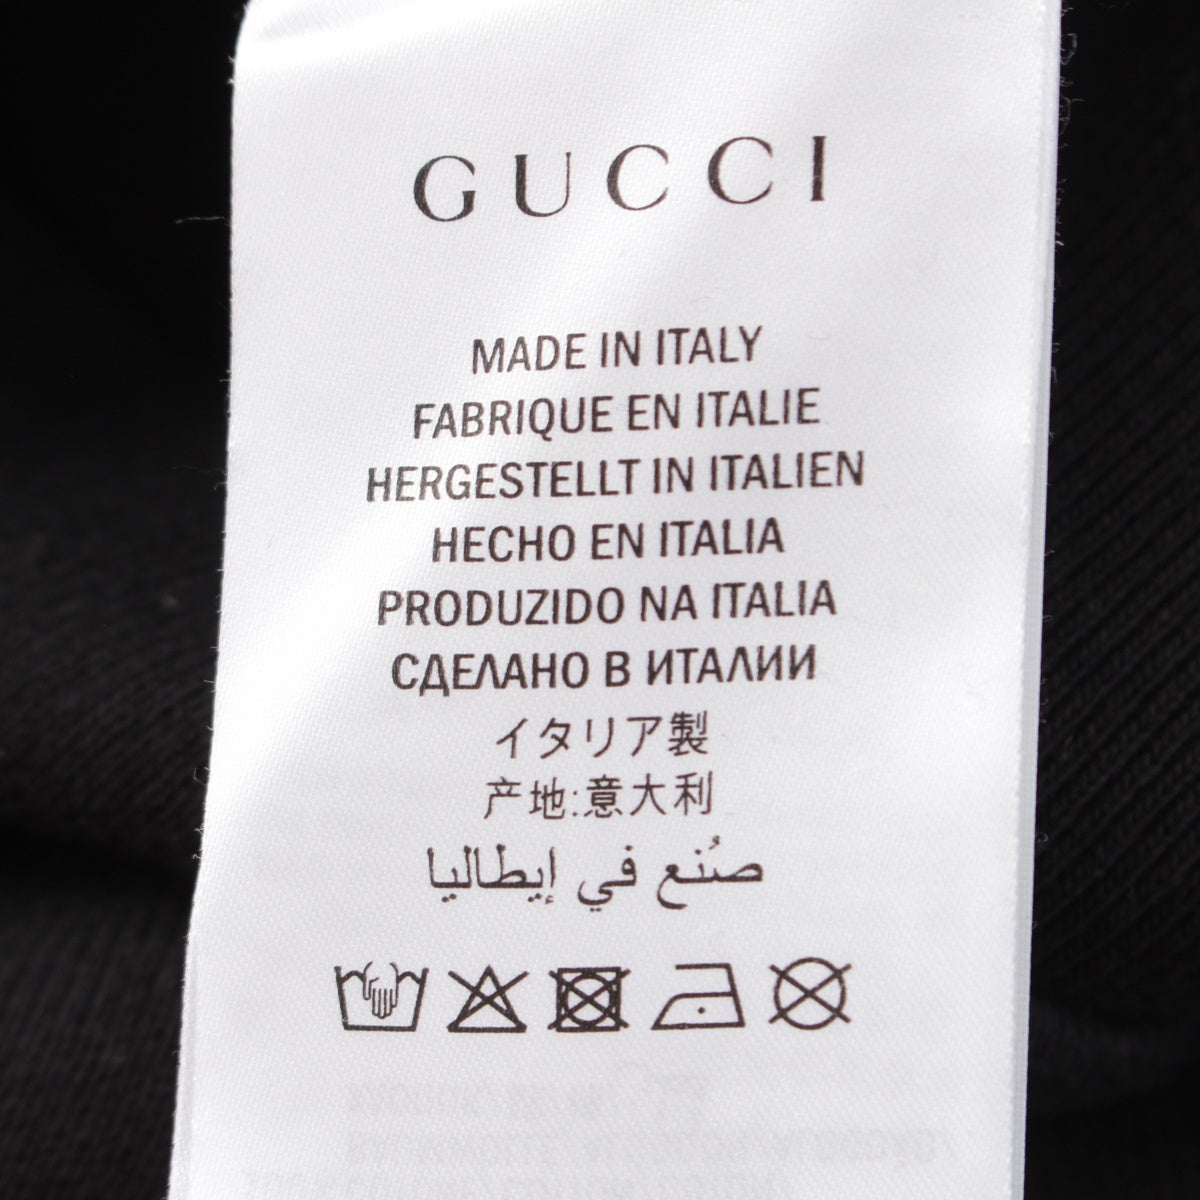 GUCCI
MADE IN ITALY
FABRIQUE EN ITALIE
HERGESTELLT IN ITALIEN
HECHO EN ITALIA
PRODUZIDO NA ITALIA
СДЕЛАНО В ИТАЛИИ
イタリア製
产地:意大利
صُنع في إيطاليا